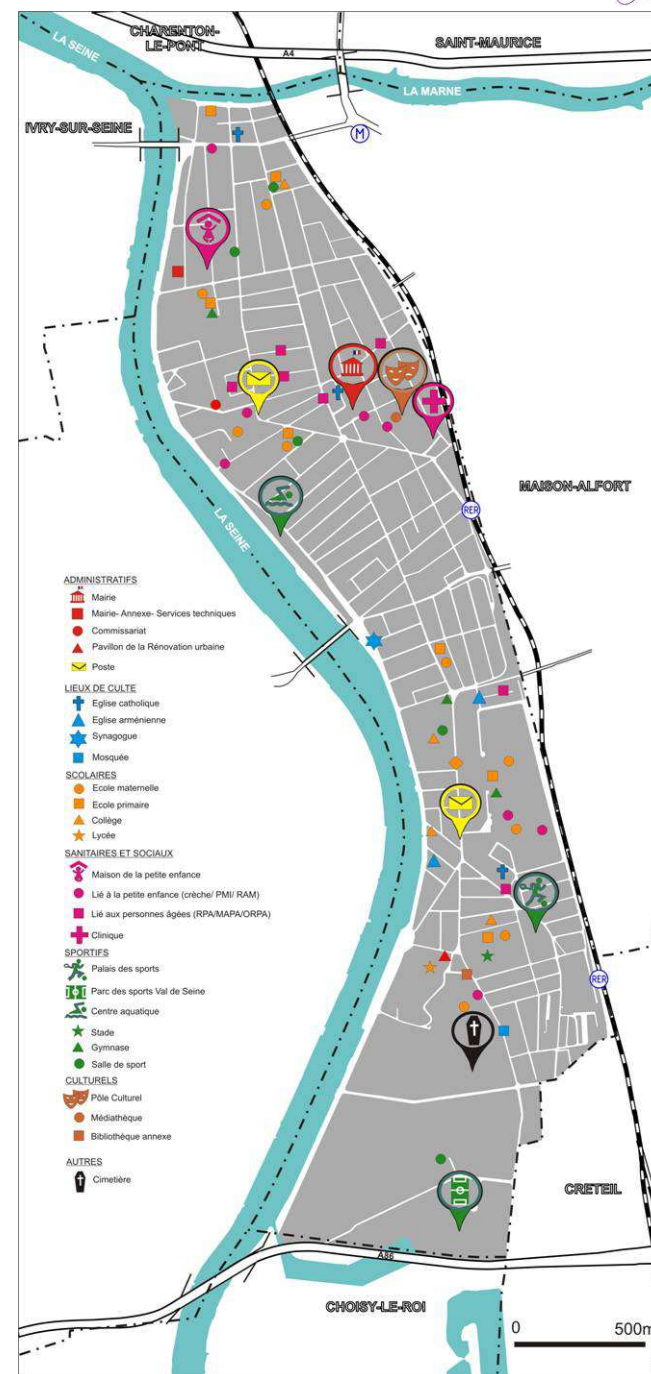 CHARENTON-
LE-PONT
SAINT-MAURICE
A4
LA SEINE
LA MARNE
IVRY-SUR-SEINE
M
MAISON-ALFORT
RER
LA SEINE
ADMINISTRATIFS
Mairie
Mairie- Annexe- Services techniques
Commissariat
Pavillon de la Rénovation urbaine
Poste
LIEUX DE CULTE
Eglise catholique
Eglise arménienne
Synagogue
Mosquée
SCOLAIRES
Ecole maternelle
Ecole primaire
Collège
Lycée
SANITAIRES ET SOCIAUX
Maison de la petite enfance
Lié à la petite enfance (crèche/ PMI/ RAM)
Lié aux personnes âgées (RPA/MAPA/ORPA)
Clinique
SPORTIFS
Palais des sports
Parc des sports Val de Seine
Centre aquatique
Stade
Gymnase
Salle de sport
CULTURELS
Pôle Culturel
Médiathèque
Bibliothèque annexe
AUTRES
Cimetière
RER
CRETEIL
A86
CHOISY-LE-ROI
0 500m